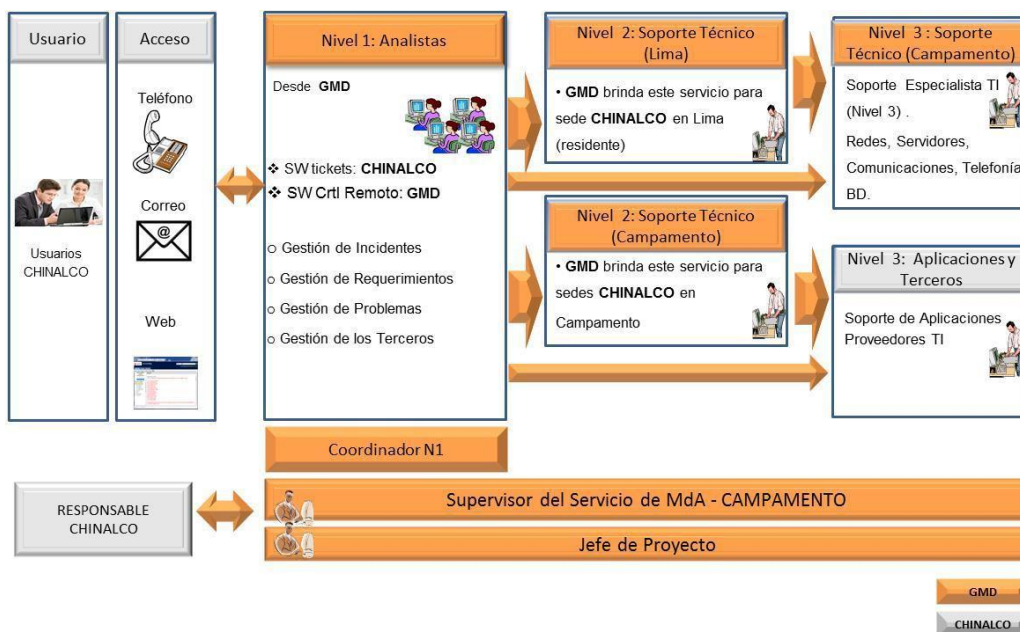 Usuario
Usuarios
CHINALCO
Acceso
Teléfono
Correo
@
Web
Nivel 1: Analistas
Desde GMD
❖ SW tickets: CHINALCO
❖ SW Crtl Remoto: GMD
o Gestión de Incidentes
o Gestión de Requerimientos
o Gestión de Problemas
o Gestión de los Terceros
Nivel 2: Soporte Técnico
(Lima)
• GMD brinda este servicio para
sede CHINALCO en Lima
(residente)
Nivel 2: Soporte Técnico
(Campamento)
• GMD brinda este servicio para
sedes CHINALCO en
Campamento
Nivel 3 : Soporte
Técnico (Campamento)
Soporte Especialista TI
(Nivel 3) .
Redes, Servidores,
Comunicaciones, Telefonía
BD.
Nivel 3: Aplicaciones y
Terceros
Soporte de Aplicaciones
Proveedores TI
Coordinador N1
RESPONSABLE
CHINALCO
Supervisor del Servicio de MdA - CAMPAMENTO
Jefe de Proyecto
GMD
CHINALCO